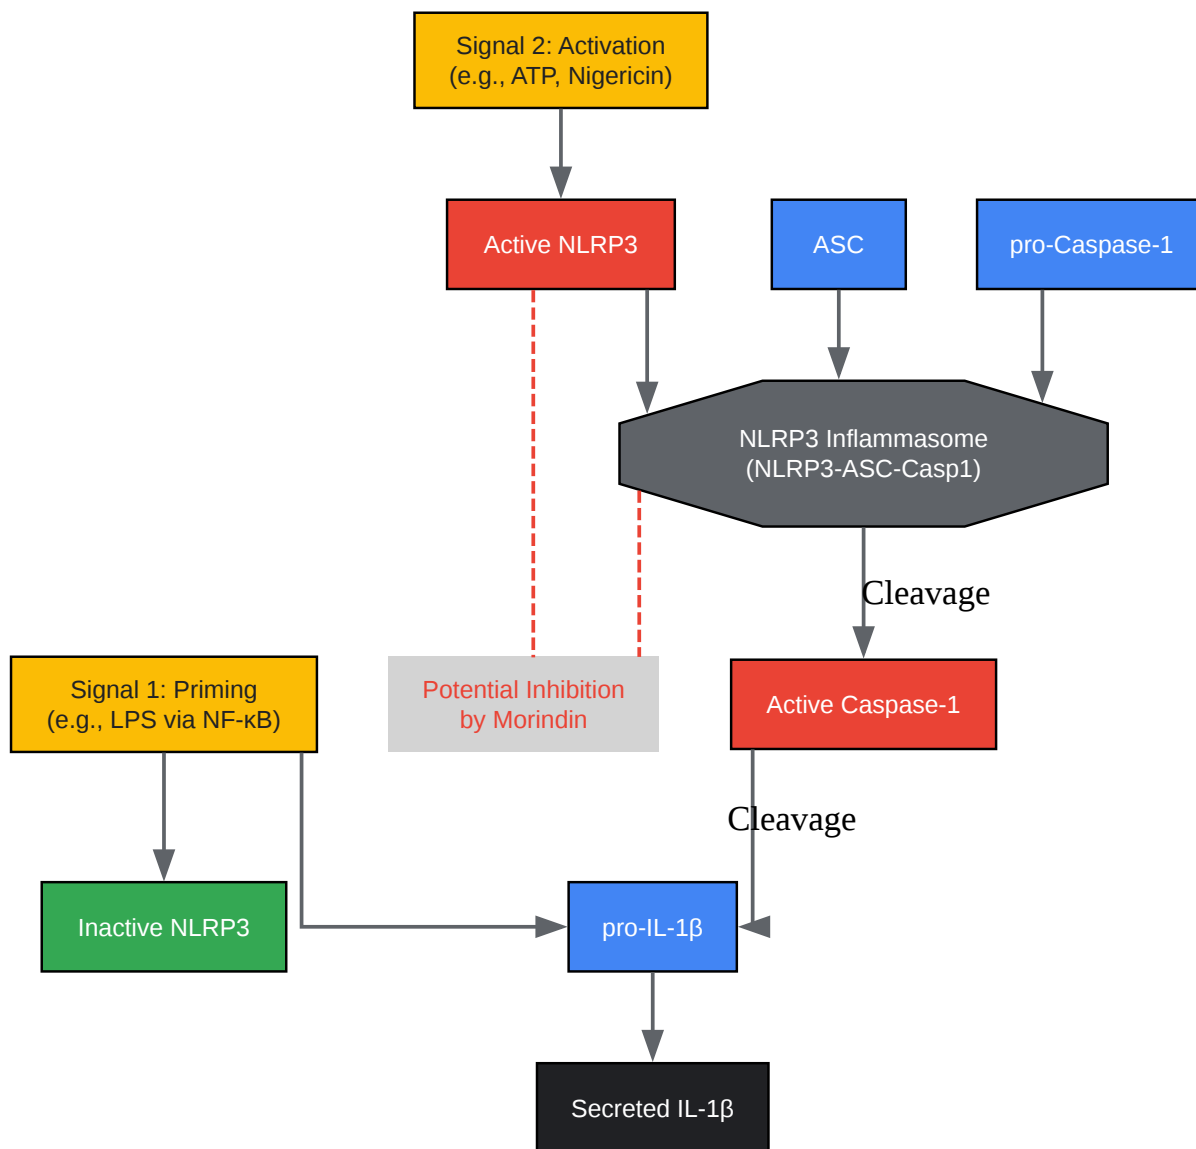 Signal 2: Activation
(e.g., ATP, Nigericin)
Active NLRP3
ASC
pro-Caspase-1
NLRP3 Inflammasome
(NLRP3-ASC-Casp1)
Cleavage
Signal 1: Priming
(e.g., LPS via NF-κB)
Potential Inhibition
by Morindin
Active Caspase-1
Cleavage
Inactive NLRP3
pro-IL-1β
Secreted IL-1β